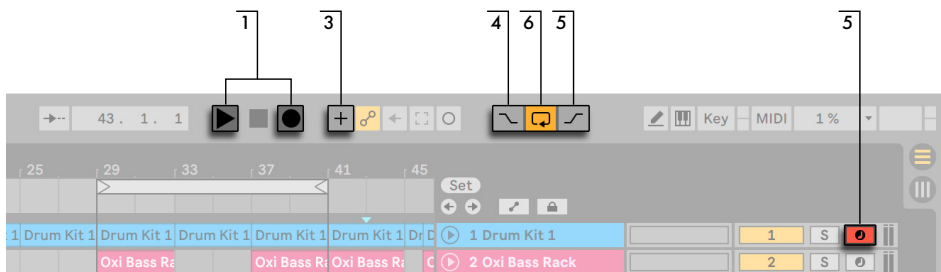 1 3 4 6 5 5
43. 1. 1 Key MIDI 1 %
25 29 33 37 41 45
Set
1 Drum Kit 1 Drum Kit 1 Drum Kit 1 Drum Kit 1 Drum Kit 1 Dr D 1 Drum Kit 1 1 S
Oxi Bass Ra Oxi Bass Ra Oxi Bass Ra C 2 Oxi Bass Rack 2 S